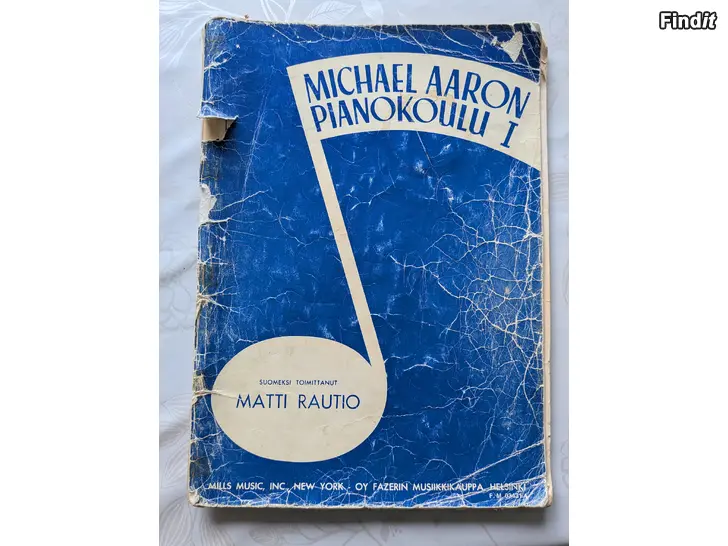 Findit
MICHAEL AARON
PIANOKOULU I
SUOMEKSI TOIMITTANUT
MATTI RAUTIO
MILLS MUSIC, INC., NEW YORK - OY FAZERIN MUSIIKKIKAUPPA, HELSINKI
F. M.